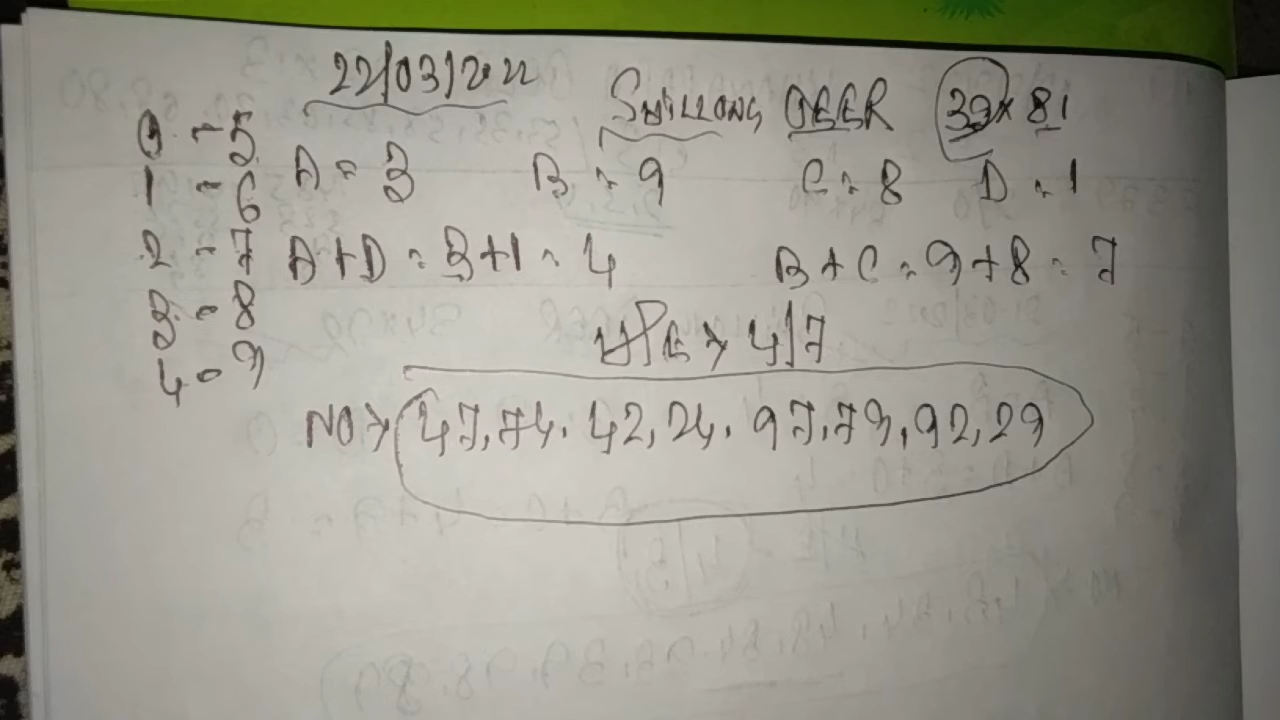 22/03/2022
SHILLONG TEER 39 x 81
0 - 5
A = 3 B = 9 C = 8 D = 1
1 - 6
2 - 7 A+D = 3+1 = 4 B+C = 9+8 = 7
3 - 8
4 - 9
> 4/7
NO > 47, 74, 42, 24, 97, 79, 92, 29